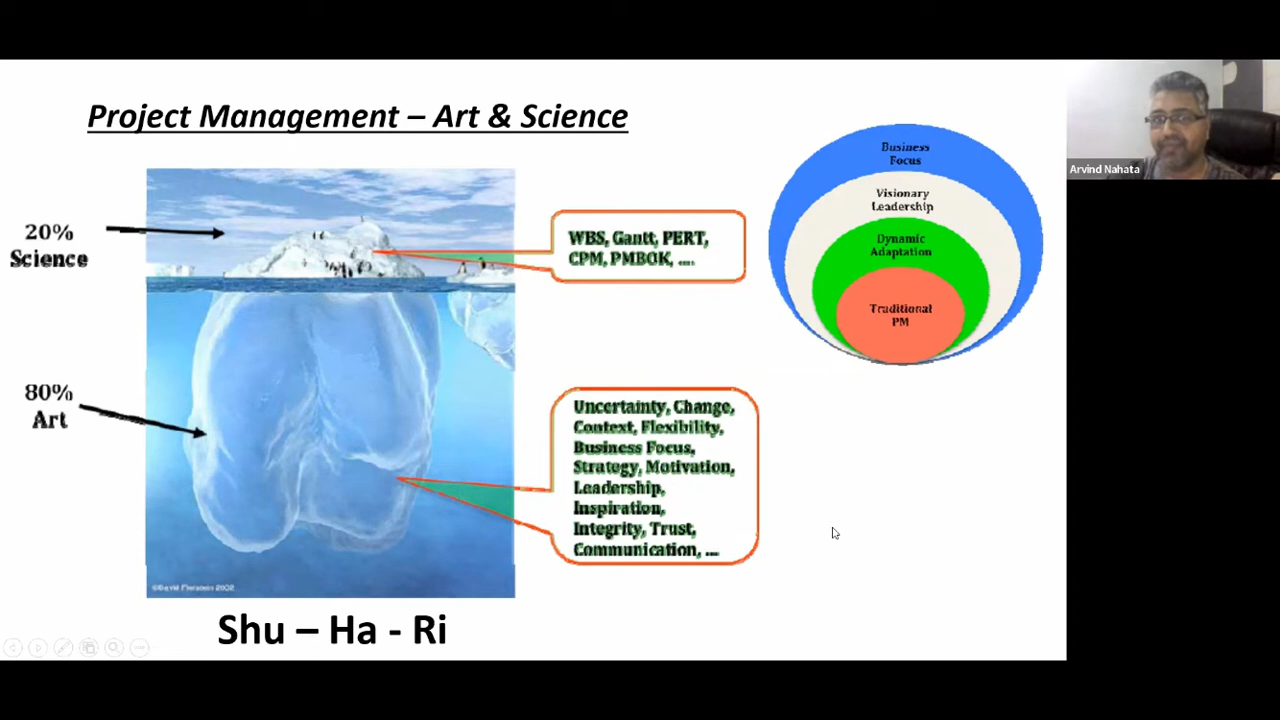 Project Management – Art & Science
20%
Science
WBS, Gantt, PERT,
CPM, PMBOK, ....
80%
Art
Uncertainty, Change,
Context, Flexibility,
Business Focus,
Strategy, Motivation,
Leadership,
Inspiration,
Integrity, Trust,
Communication, ...
Shu – Ha - Ri
Business
Focus
Visionary
Leadership
Dynamic
Adaptation
Traditional
PM
Arvind Nahata